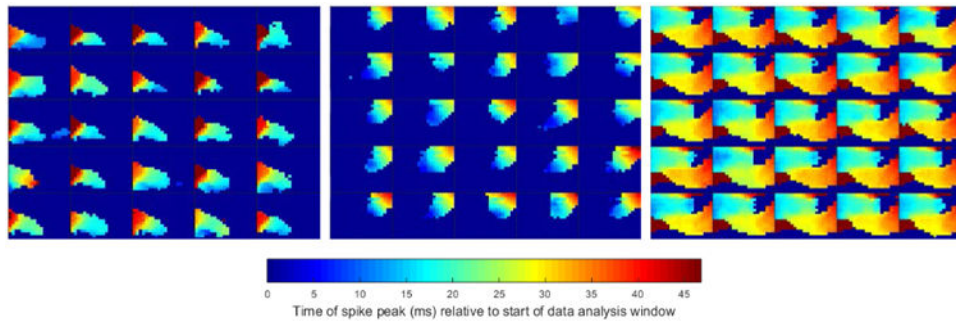 0 5 10 15 20 25 30 35 40 45
Time of spike peak (ms) relative to start of data analysis window